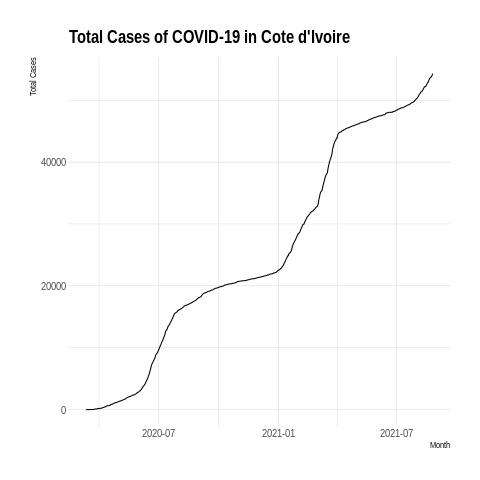 Total Cases of COVID-19 in Cote d'Ivoire
Total Cases
40000
20000
0
2020-07
2021-01
2021-07
Month